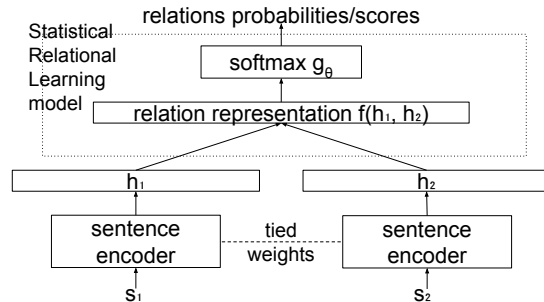 relations probabilities/scores
Statistical
Relational
Learning
model
softmax gθ
relation representation f(h₁, h₂)
h₁
h₂
sentence
encoder
tied
weights
sentence
encoder
s₁
s₂